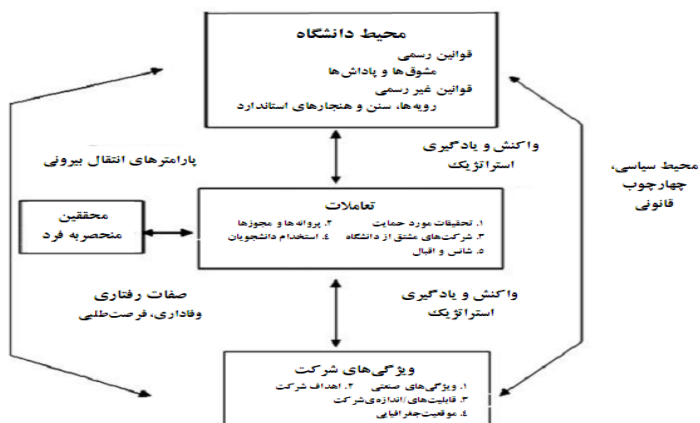 محیط دانشگاه
قوانین رسمی
مشوق‌ها و پاداش‌ها
قوانین غیر رسمی
رویه‌ها، سنن و هنجارهای استاندارد
پارامترهای انتقال بیرونی
واکنش و یادگیری
استراتژیک
محیط سیاسی،
چهارچوب
قانونی
محققین
منحصربه فرد
تعاملات
۱. تحقیقات مورد حمایت ۲. پروانه‌ها و مجوزها
۳. شرکت‌های مشتق از دانشگاه ۴. استخدام دانشجویان
۵. شانس و اقبال
صفات رفتاری
وفاداری، فرصت‌طلبی
واکنش و یادگیری
استراتژیک
ویژگی‌های شرکت
۱. ویژگی‌های صنعتی ۲. اهداف شرکت
۳. قابلیت‌های/اندازه‌ی شرکت
۴. موقعیت‌جغرافیایی